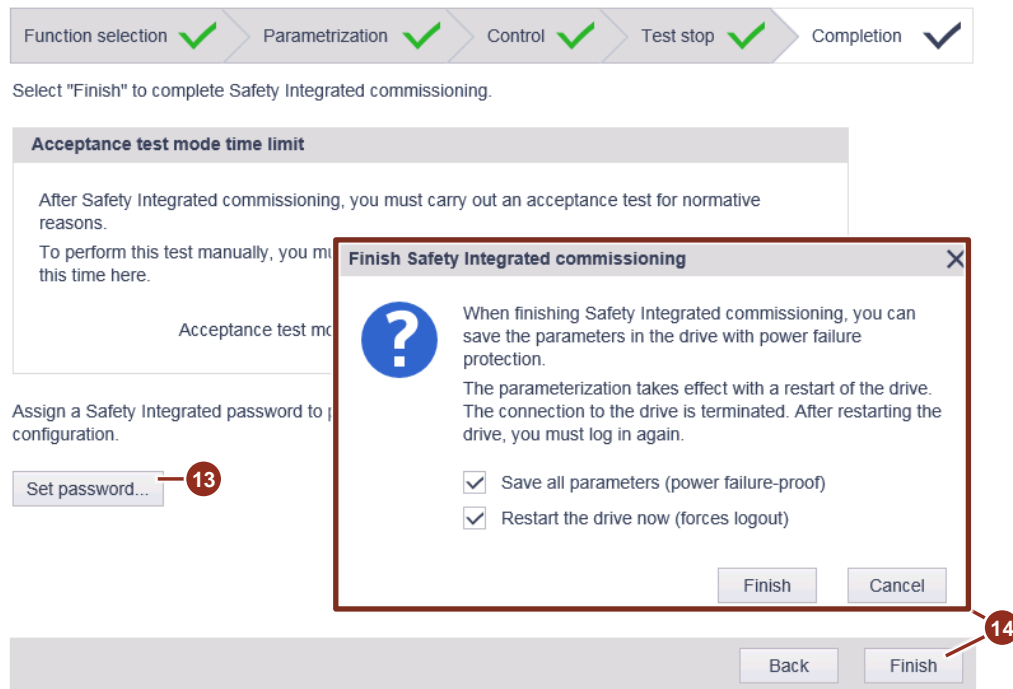 Function selection
Parametrization
Control
Test stop
Completion
Select "Finish" to complete Safety Integrated commissioning.
Acceptance test mode time limit
After Safety Integrated commissioning, you must carry out an acceptance test for normative
reasons.
To perform this test manually, you
this time here.
Acceptance test
Assign a Safety Integrated password to
configuration.
Set password...
13
Finish Safety Integrated commissioning
When finishing Safety Integrated commissioning, you can
save the parameters in the drive with power failure
protection.
The parameterization takes effect with a restart of the drive.
The connection to the drive is terminated. After restarting the
drive, you must log in again.
Save all parameters (power failure-proof)
Restart the drive now (forces logout)
Finish
Cancel
14
Back
Finish